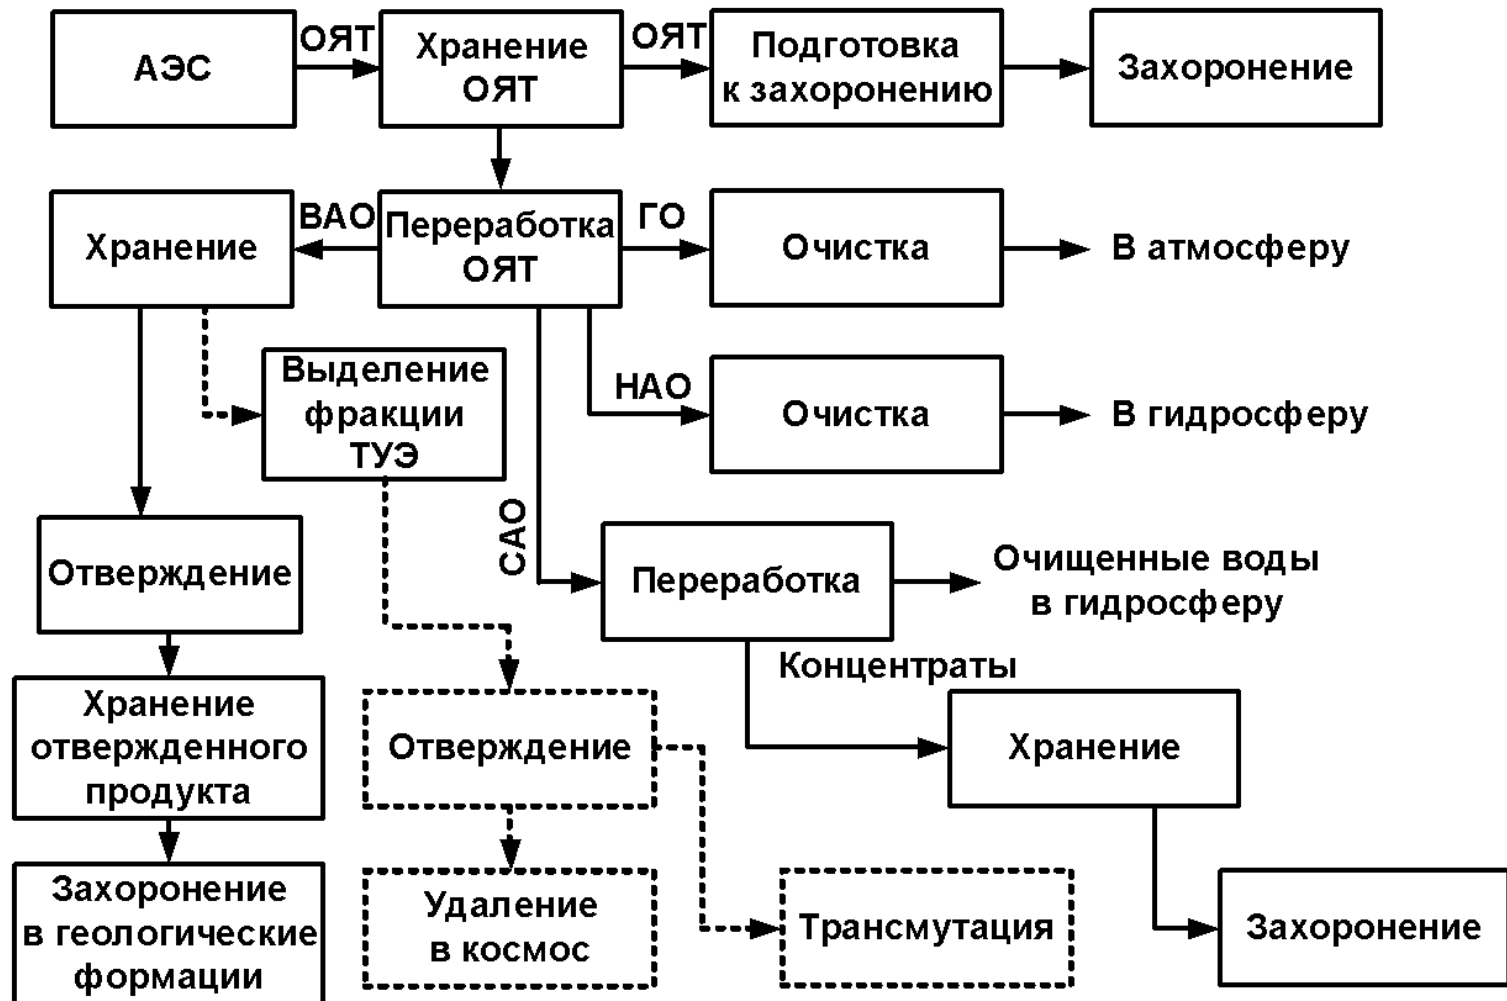 АЭС
ОЯТ
Хранение
ОЯТ
ОЯТ
Подготовка
к захоронению
Захоронение
Хранение
ВАО
Переработка
ОЯТ
ГО
Очистка
В атмосферу
Выделение
фракции
ТУЭ
НАО
Очистка
В гидросферу
САО
Отверждение
Переработка
Очищенные воды
в гидросферу
Концентраты
Хранение
отвержденного
продукта
Отверждение
Хранение
Захоронение
в геологические
формации
Удаление
в космос
Трансмутация
Захоронение